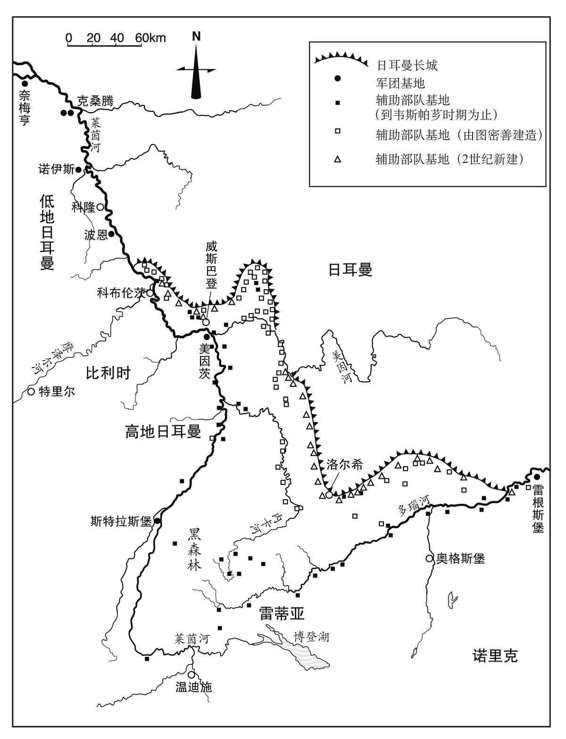 0 20 40 60km
N
日耳曼长城
军团基地
辅助部队基地
(到韦斯帕芗时期为止)
辅助部队基地（由图密善建造）
辅助部队基地（2世纪新建）
奈梅亨
克桑腾
莱茵河
诺伊斯
科隆
低地日耳曼
波恩
威斯巴登
日耳曼
科布伦茨
美因茨
美因河
摩泽尔河
比利时
特里尔
高地日耳曼
洛尔希
多瑙河
雷根斯堡
内卡河
斯特拉斯堡
黑森林
奥格斯堡
雷蒂亚
莱茵河
博登湖
诺里克
温迪施